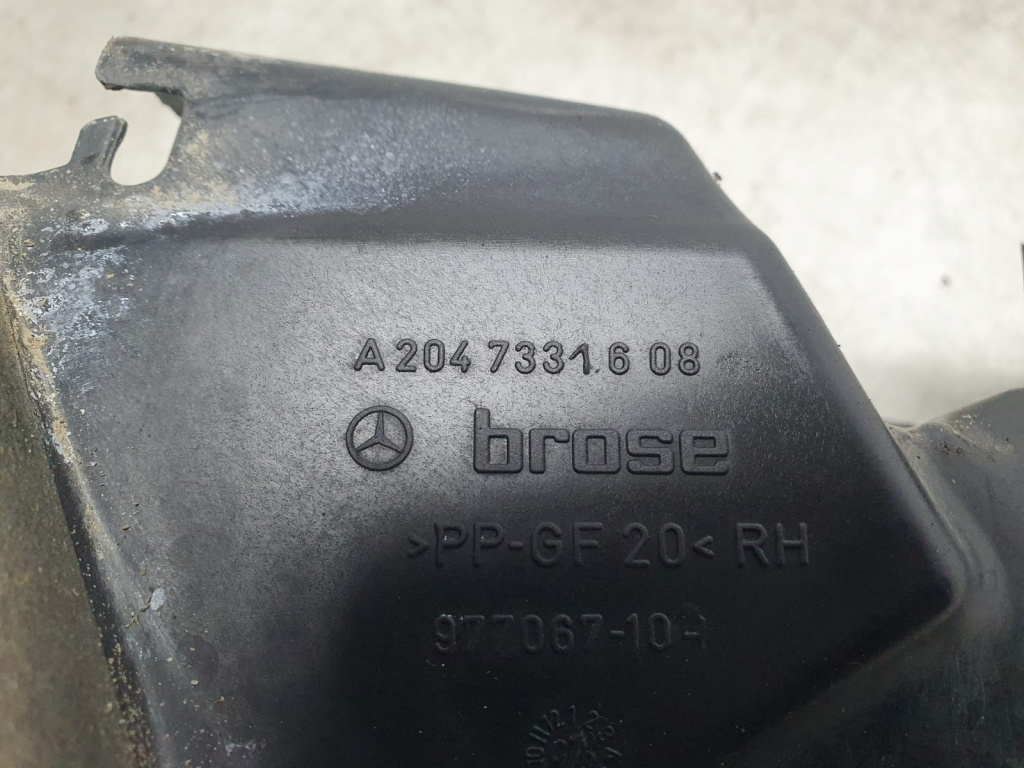 A 204 7331.6 08
brose
>PP-GF 20< RH
977067-10